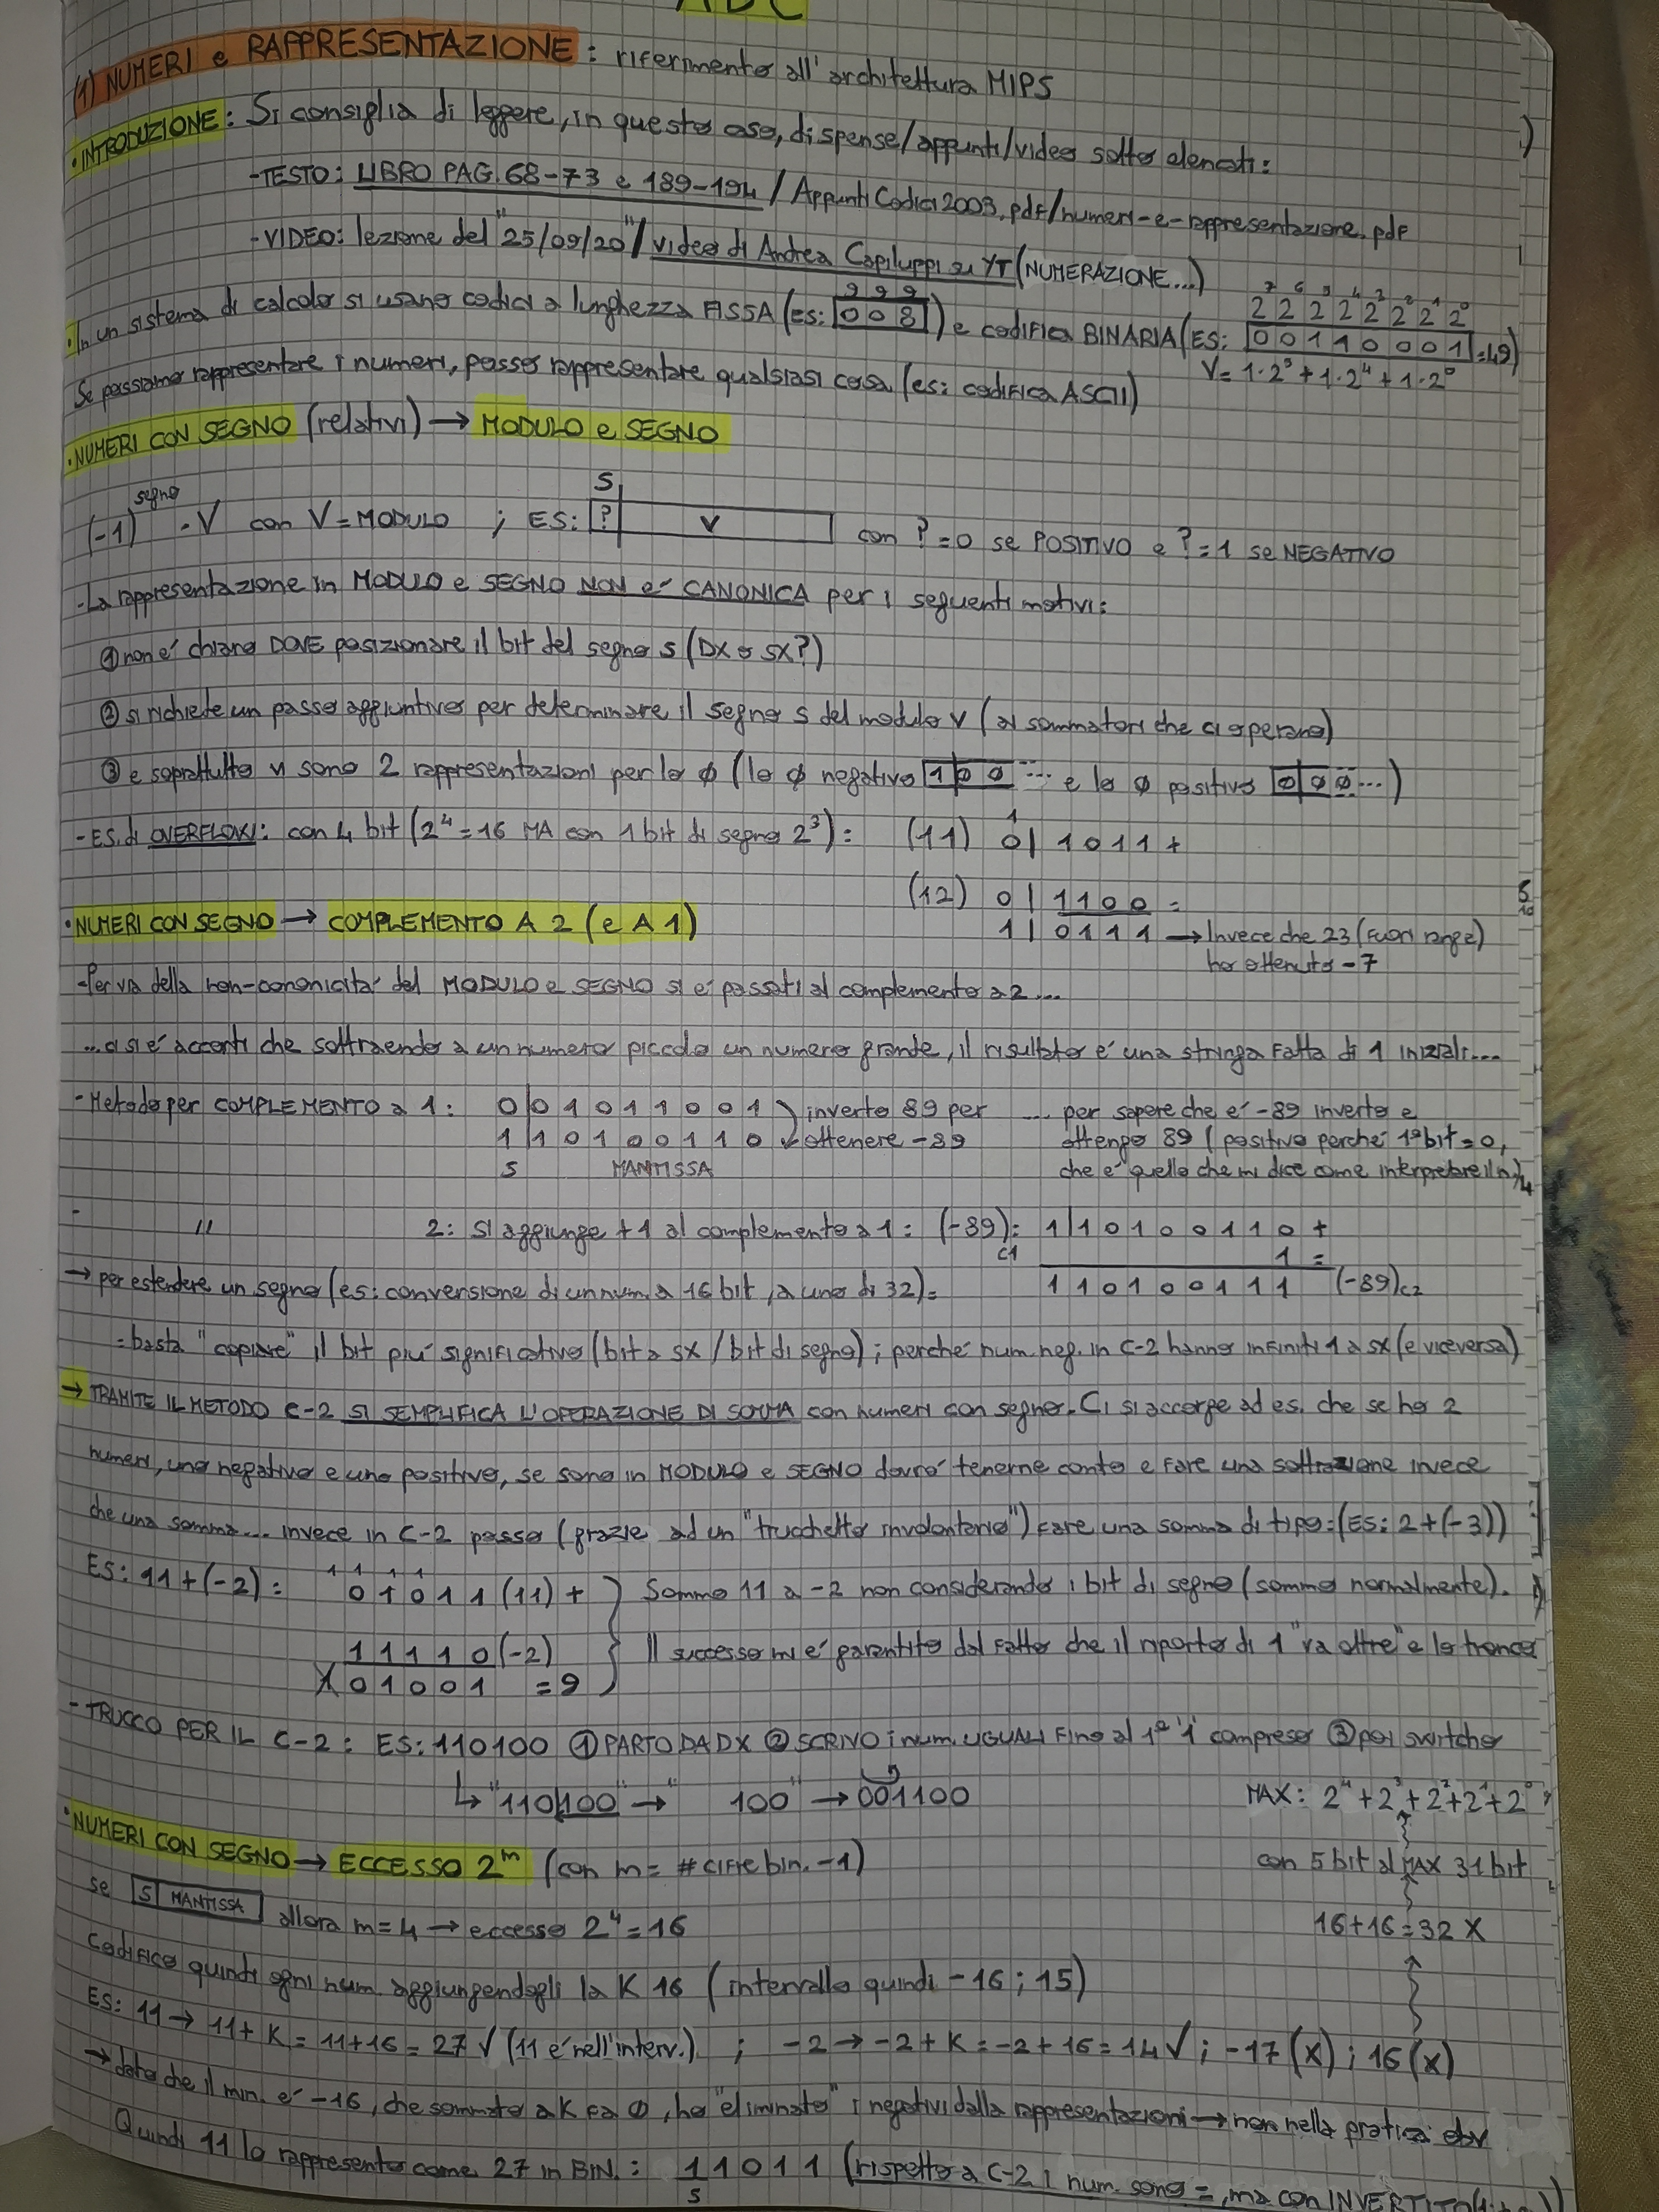 ADC
(1) NUMERI e RAPPRESENTAZIONE : riferimento all'architettura MIPS
• INTRODUZIONE: Si consiglia di leggere, in questo caso, dispense/appunti/video sotto elencati:
-TESTO: LIBRO PAG. 68-73 e 189-194 / Appunti Codici 2003.pdf/numeri-e-rappresentazione.pdf
-VIDEO: lezione del "25/09/20"/ video di Andrea Capiluppi su YT (NUMERAZIONE...)
• In un sistema di calcolo si usano codici a lunghezza FISSA (es: 9 9 9 008) e codifica BINARIA (ES: 2^7 2^6 2^5 2^4 2^3 2^2 2^1 2^0 00110001 =49)
Se possiamo rappresentare i numeri, posso rappresentare qualsiasi cosa (es: codifica ASCII) V= 1·2^5 + 1·2^4 + 1·2^0
• NUMERI CON SEGNO (relativi) → MODULO e SEGNO
(-1)^segno · V con V = MODULO ; ES: S ? V con ?=0 se POSITIVO e ?=1 se NEGATIVO
-La rappresentazione in MODULO e SEGNO NON e' CANONICA per i seguenti motivi:
① non e' chiaro DOVE posizionare il bit del segno s (DX o SX?)
② si richiede un passo aggiuntivo per determinare il segno s del modulo V (ai sommatori che ci operano)
③ e soprattutto vi sono 2 rappresentazioni per lo ϕ (lo ϕ negativo 1|ϕϕ... e lo ϕ positivo ϕ|ϕϕ...)
-ES. di OVERFLOW: con 4 bit (2^4 = 16 MA con 1 bit di segno 2^3): (11) 0| 1011 +
(12) 0 | 1100 =
1 | 0111 → Invece che 23 (fuori range)
ho ottenuto -7
• NUMERI CON SEGNO → COMPLEMENTO A 2 (e A 1)
-Per via della non-canonicita' del MODULO e SEGNO si e' passati al complemento a 2 ...
... ci si e' accorti che sottraendo a un numero piccolo un numero grande, il risultato e' una stringa fatta di 1 iniziali...
- Metodo per COMPLEMENTO a 1: 0|01011001 inverto 89 per ... per sapere che e' -89 inverto e
1|10100110 ottenere -89 ottengo 89 (positivo perche' 1° bit = 0,
S MANTISSA che e' quello che mi dice come interpretare il n)
- // 2: si aggiunge +1 al complemento a 1: (-89)C1: 1|10100110 +
1 =
→ per estendere un segno (es: conversione di un num. a 16 bit, a uno di 32)= 110100111 (-89)C2
= basta "copiare" il bit piu' significativo (bit a sx / bit di segno); perche' num. neg. in C-2 hanno infiniti 1 a sx (e viceversa)
→ TRAMITE IL METODO C-2 SI SEMPLIFICA L'OPERAZIONE DI SOMMA con numeri con segno. Ci si accorge ad es. che se ho 2
numeri, uno negativo e uno positivo, se sono in MODULO e SEGNO dovro' tenerne conto e fare una sottrazione invece
che una somma... invece in C-2 posso (grazie ad un "trucchetto involontario") fare una somma di tipo: (ES: 2+(-3))
ES: 11+(-2): 1 1 1 1 01011 (11) + Sommo 11 a -2 non considerando i bit di segno (sommo normalmente).
11110 (-2) Il successo mi e' garantito dal fatto che il riporto di 1 "va oltre" e lo tronco
1 01001 = 9
- TRUCCO PER IL C-2: ES: 110100 ① PARTO DA DX ② SCRIVO i num. UGUALI fino al 1° '1' compreso ③ poi switcho
↳ "110|100" → " 100" → 001100 MAX: 2^4+2^3+2^2+2^1+2^0
• NUMERI CON SEGNO → ECCESSO 2^m (con m = # cifre bin. -1) con 5 bit al MAX 31 bit
se S MANTISSA allora m=4 → eccesso 2^4 = 16 16+16=32 X
Codifico quindi ogni num. aggiungendogli la K 16 (intervallo quindi -16 ; 15)
ES: 11 → 11+K = 11+16 = 27 √ (11 e' nell'interv.) ; -2 → -2+K = -2+16 = 14 √ ; -17 (X) ; 16 (X)
→ dato che il min. e' -16, che sommato a K fa ϕ, ho "eliminato" i negativi dalla rappresentazioni → non nella pratica obv
Quindi 11 lo rappresento come 27 in BIN.: 11011 (rispetto a C-2 i num. sono =, ma con INVERTITO
S